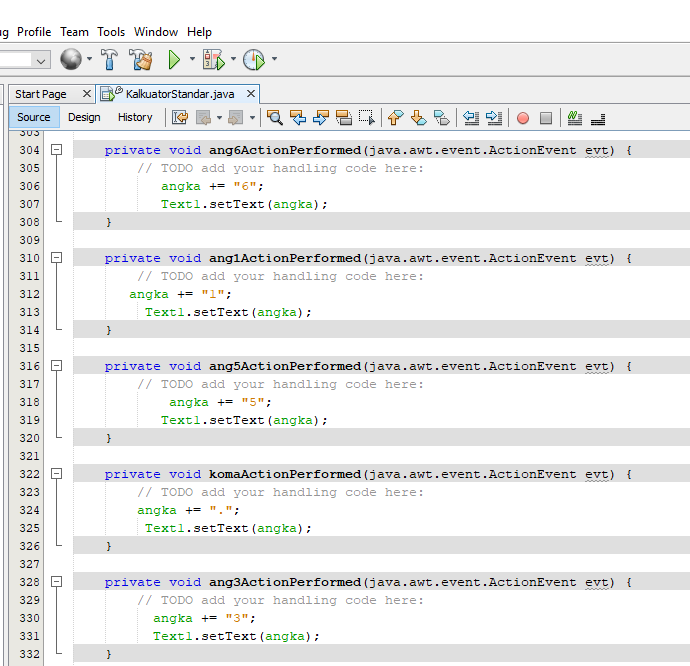 Profile Team Tools Window Help
Start Page KalkuatorStandar.java
Source Design History
303
304 private void ang6ActionPerformed(java.awt.event.ActionEvent evt) {
305 // TODO add your handling code here:
306 angka += "6";
307 Text1.setText(angka);
308 }
309
310 private void ang1ActionPerformed(java.awt.event.ActionEvent evt) {
311 // TODO add your handling code here:
312 angka += "1";
313 Text1.setText(angka);
314 }
315
316 private void ang5ActionPerformed(java.awt.event.ActionEvent evt) {
317 // TODO add your handling code here:
318 angka += "5";
319 Text1.setText(angka);
320 }
321
322 private void komaActionPerformed(java.awt.event.ActionEvent evt) {
323 // TODO add your handling code here:
324 angka += ".";
325 Text1.setText(angka);
326 }
327
328 private void ang3ActionPerformed(java.awt.event.ActionEvent evt) {
329 // TODO add your handling code here:
330 angka += "3";
331 Text1.setText(angka);
332 }